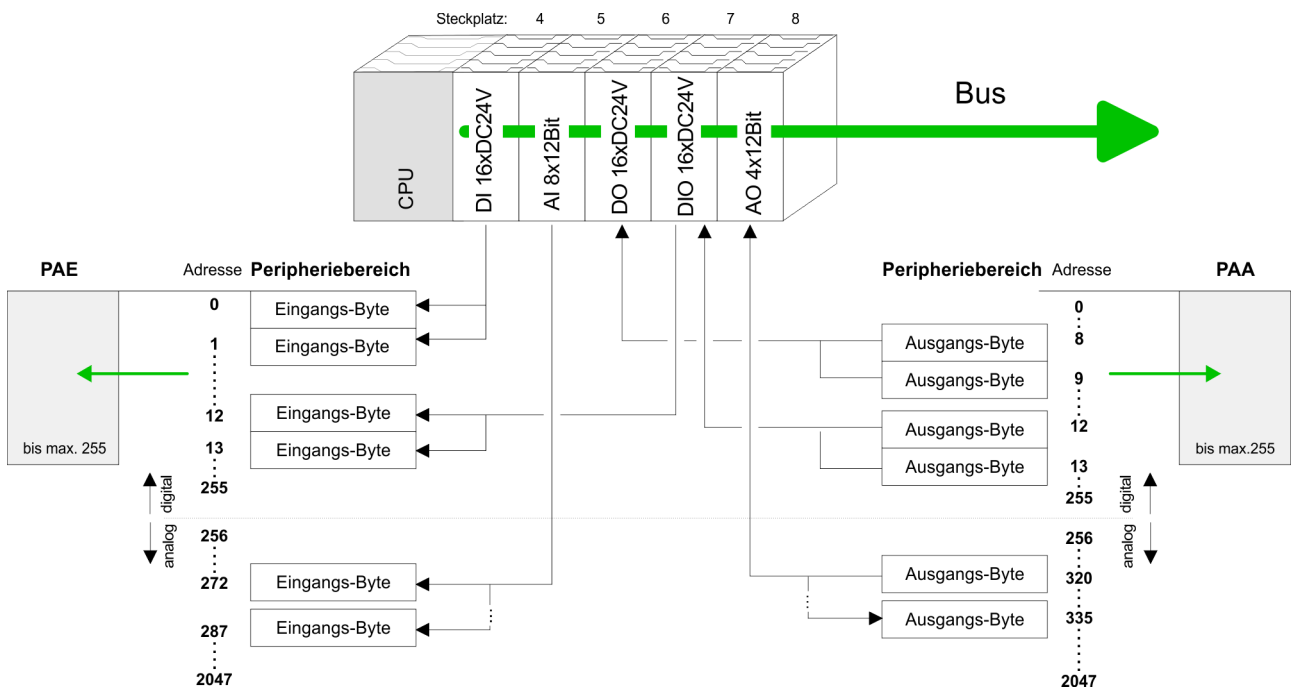 Steckplatz: 4 5 6 7 8
CPU
DI 16xDC24V
AI 8x12Bit
DO 16xDC24V
DIO 16xDC24V
AO 4x12Bit
Bus
PAE
Adresse Peripheriebereich
0 Eingangs-Byte
1 Eingangs-Byte
12 Eingangs-Byte
13 Eingangs-Byte
bis max. 255
255
digital
analog
256
272 Eingangs-Byte
287 Eingangs-Byte
2047
Peripheriebereich Adresse
PAA
0
Ausgangs-Byte 8
Ausgangs-Byte 9
Ausgangs-Byte 12
Ausgangs-Byte 13
bis max.255
255
digital
analog
256
Ausgangs-Byte 320
Ausgangs-Byte 335
2047